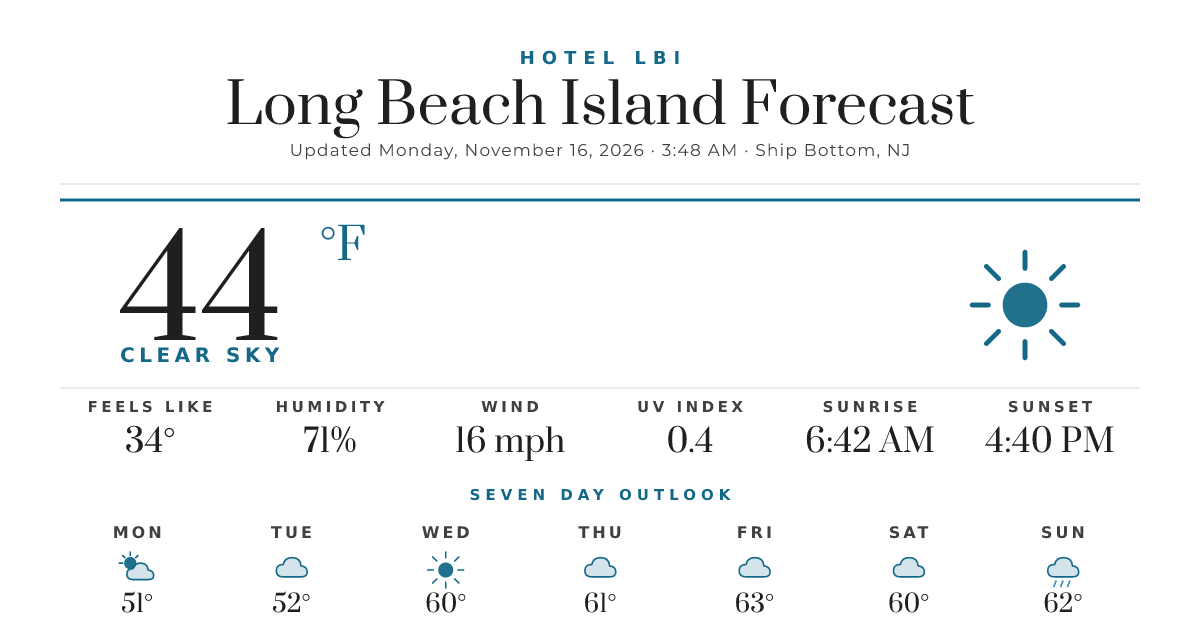 HOTEL LBI
Long Beach Island Forecast
Updated Monday, November 16, 2026 · 3:48 AM · Ship Bottom, NJ
44 °F
CLEAR SKY
FEELS LIKE HUMIDITY WIND UV INDEX SUNRISE SUNSET
34° 71% 16 mph 0.4 6:42 AM 4:40 PM
SEVEN DAY OUTLOOK
MON TUE WED THU FRI SAT SUN
51° 52° 60° 61° 63° 60° 62°